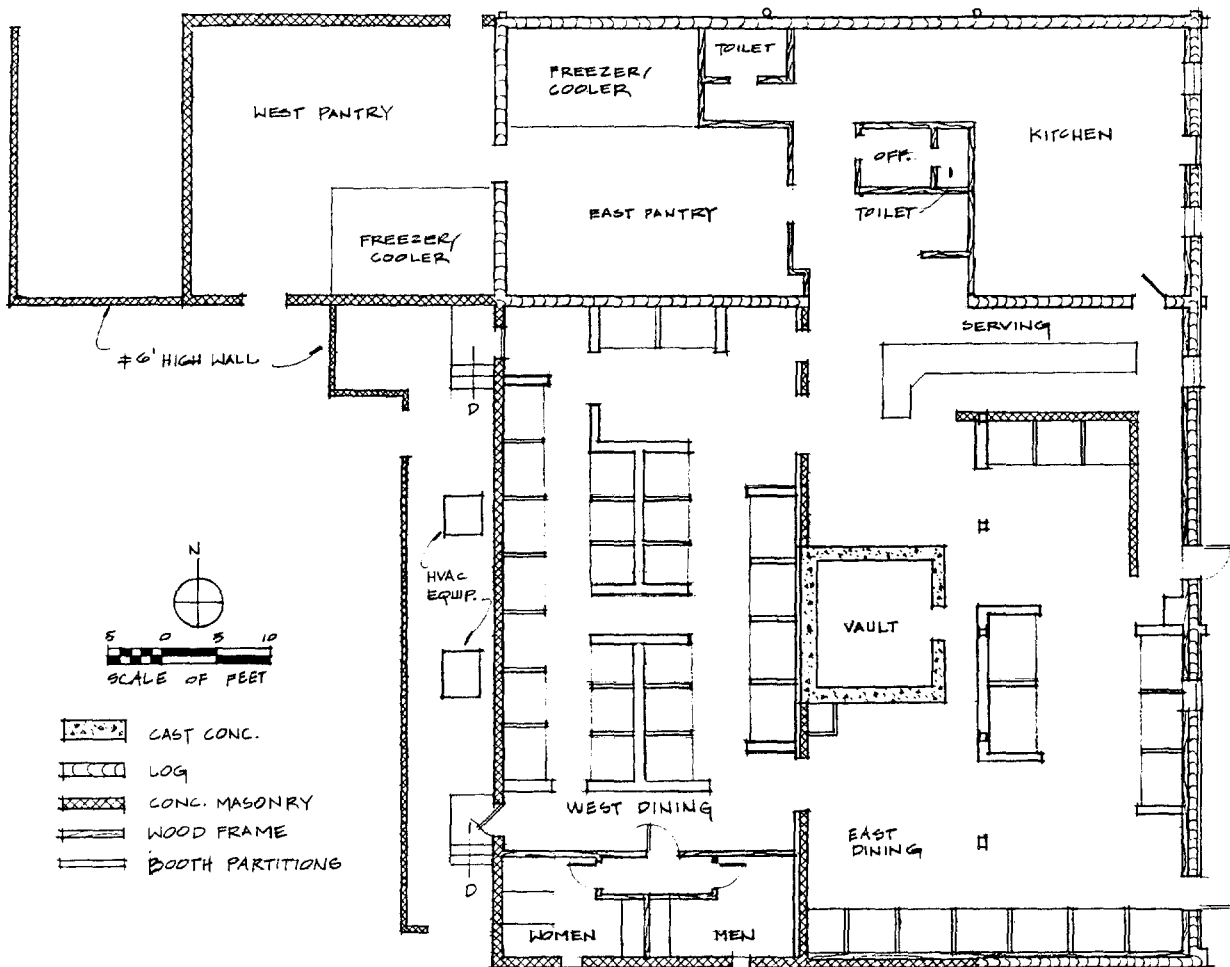 TOILET
FREEZER/
COOLER
WEST PANTRY
KITCHEN
OFF.
EAST PANTRY
TOILET
FREEZER/
COOLER
SERVING
±6' HIGH WALL
D
N
HVAC
EQUIP.
5 0 5 10
SCALE OF FEET
VAULT
CAST CONC.
LOG
CONC. MASONRY
WOOD FRAME
BOOTH PARTITIONS
WEST DINING
EAST
DINING
D
WOMEN
MEN